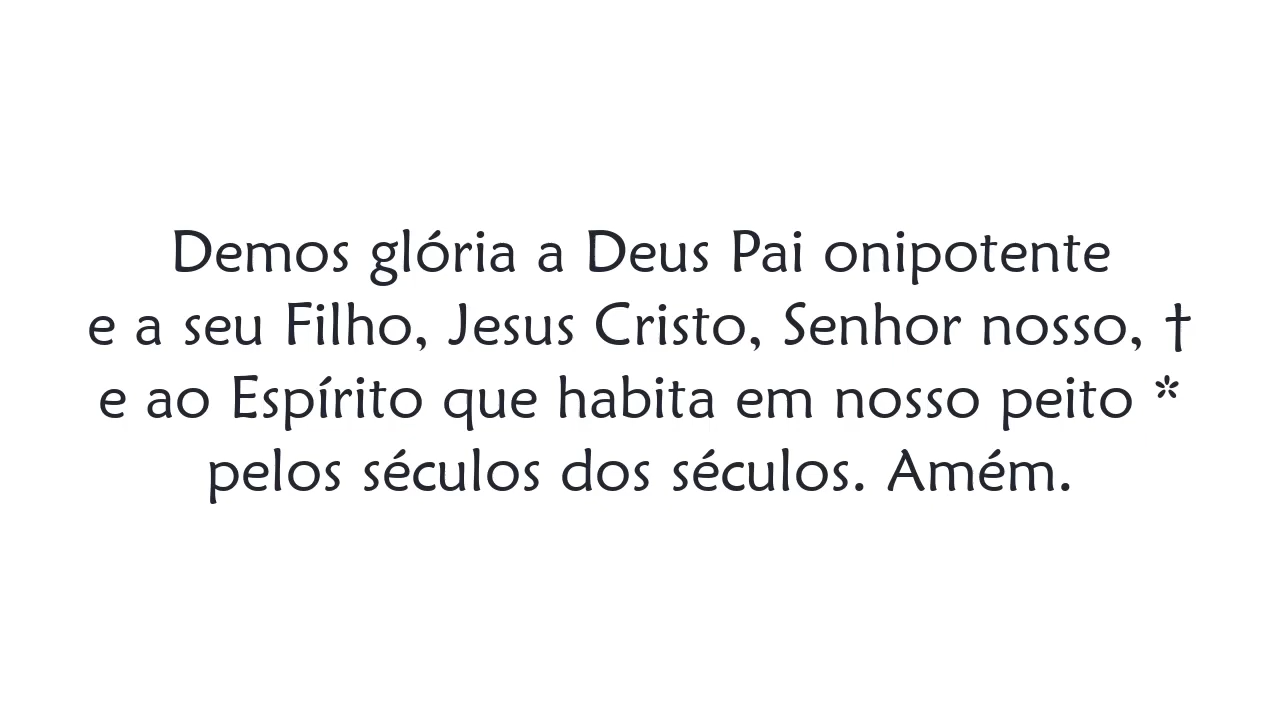 Demos glória a Deus Pai onipotente
e a seu Filho, Jesus Cristo, Senhor nosso, †
e ao Espírito que habita em nosso peito *
pelos séculos dos séculos. Amém.